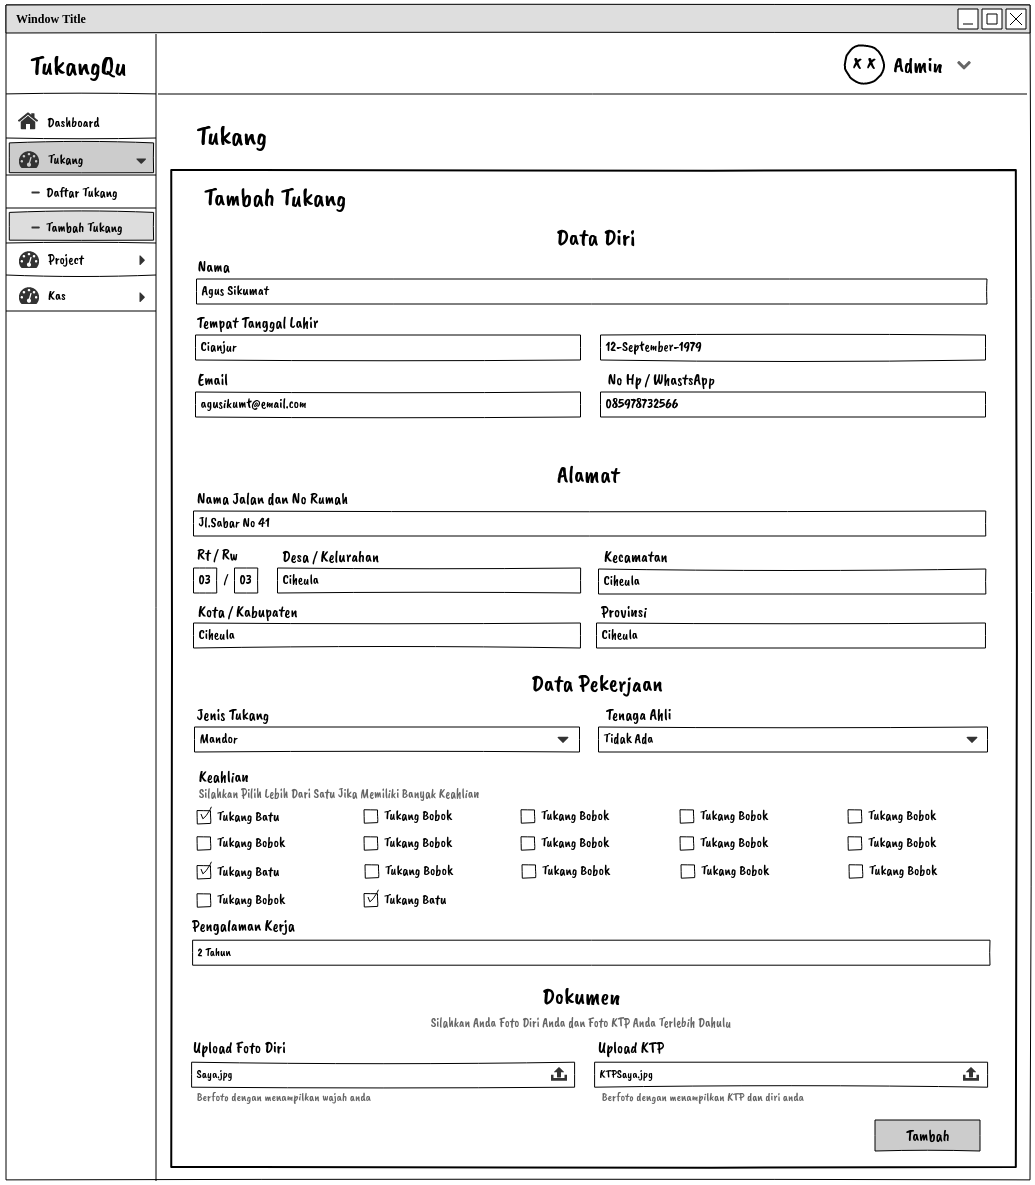 Window Title
TukangQu
Admin
Dashboard
Tukang
Daftar Tukang
Tambah Tukang
Project
Kas
Tukang
Tambah Tukang
Data Diri
Nama
Agus Sikumat
Tempat Tanggal Lahir
Cianjur 12-September-1979
Email No Hp / WhastsApp
agusikumt@email.com 085978732566
Alamat
Nama Jalan dan No Rumah
Jl.Sabar No 41
Rt / Rw Desa / Kelurahan Kecamatan
03 / 03 Ciheula Ciheula
Kota / Kabupaten Provinsi
Ciheula Ciheula
Data Pekerjaan
Jenis Tukang Tenaga Ahli
Mandor Tidak Ada
Keahlian
Silahkan Pilih Lebih Dari Satu Jika Memiliki Banyak Keahlian
Tukang Batu Tukang Bobok Tukang Bobok Tukang Bobok Tukang Bobok
Tukang Bobok Tukang Bobok Tukang Bobok Tukang Bobok Tukang Bobok
Tukang Batu Tukang Bobok Tukang Bobok Tukang Bobok Tukang Bobok
Tukang Bobok Tukang Batu
Pengalaman Kerja
2 Tahun
Dokumen
Silahkan Anda Foto Diri Anda dan Foto KTP Anda Terlebih Dahulu
Upload Foto Diri Upload KTP
Saya.jpg KTPSaya.jpg
Berfoto dengan menampilkan wajah anda Berfoto dengan menampilkan KTP dan diri anda
Tambah